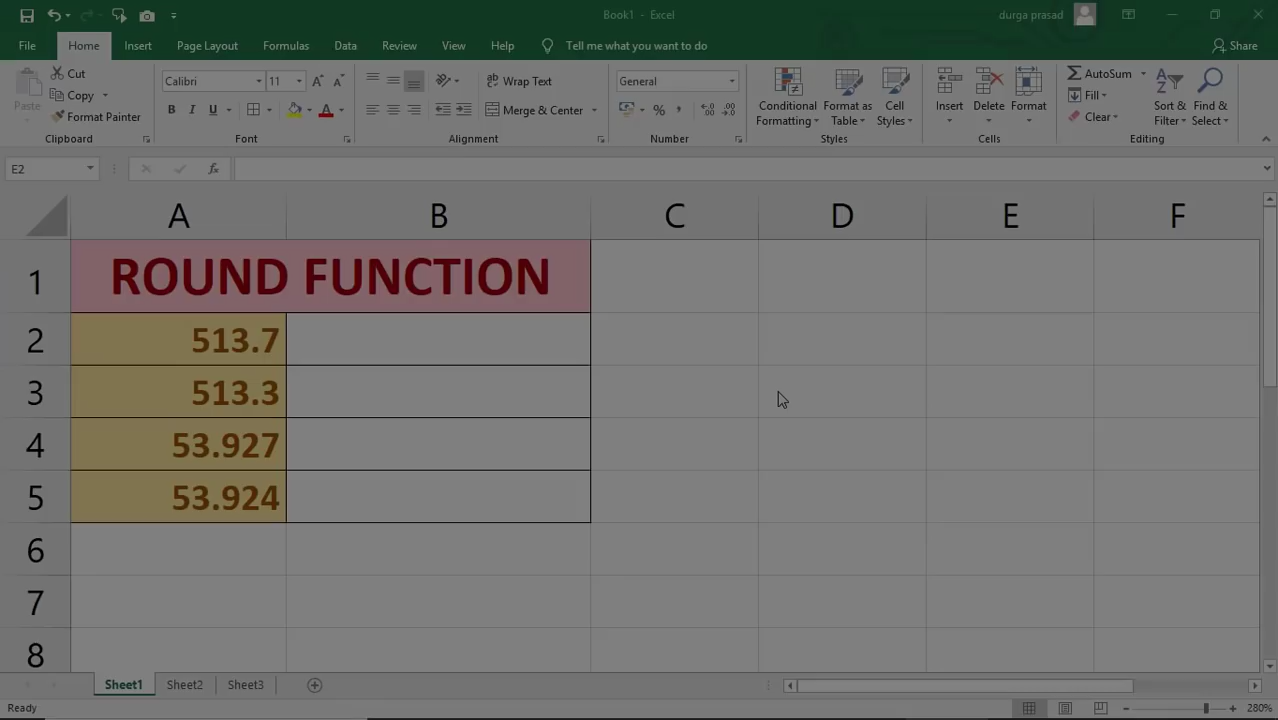 Book1 - Excel
durga prasad
File Home Insert Page Layout Formulas Data Review View Help Tell me what you want to do Share
Paste
Cut
Copy
Format Painter
Clipboard
Calibri 11
B I U
Font
Wrap Text
Merge & Center
Alignment
General
%
Number
Conditional Formatting
Format as Table
Cell Styles
Styles
Insert
Delete
Format
Cells
AutoSum
Fill
Clear
Sort & Filter
Find & Select
Editing
E2
fx
A B C D E F
1 ROUND FUNCTION
2 513.7
3 513.3
4 53.927
5 53.924
6
7
8
Sheet1 Sheet2 Sheet3
Ready
280%